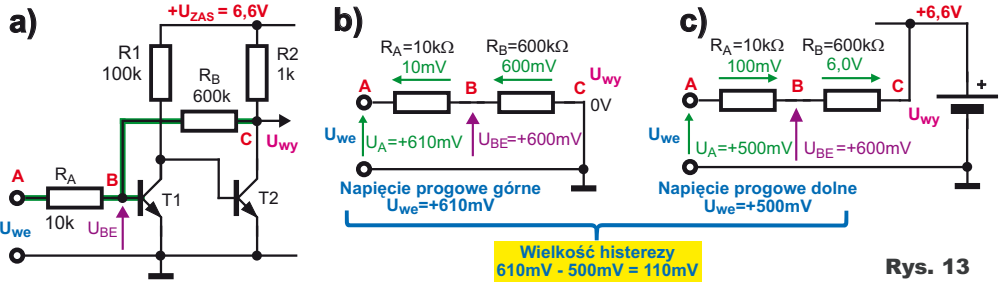 a)
+U_ZAS = 6,6V
R1
100k
R_B
600k
R2
1k
C
U_wy
A
R_A
B
T1
T2
10k
U_we
U_BE
b)
R_A=10kΩ
R_B=600kΩ
10mV
600mV
U_wy
A
B
C
0V
U_we
U_A=+610mV
U_BE=+600mV
Napięcie progowe górne
U_we=+610mV
c)
+6,6V
R_A=10kΩ
R_B=600kΩ
100mV
6,0V
A
B
C
U_wy
+
U_we
U_A=+500mV
U_BE=+600mV
Napięcie progowe dolne
U_we=+500mV
Wielkość histerezy
610mV - 500mV = 110mV
Rys. 13